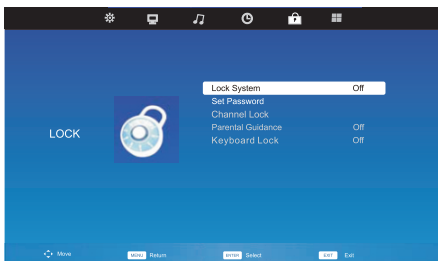 Lock System Off
Set Password
Channel Lock
Parental Guidance Off
Keyboard Lock Off
LOCK
Move MENU Return ENTER Select EXIT Exit